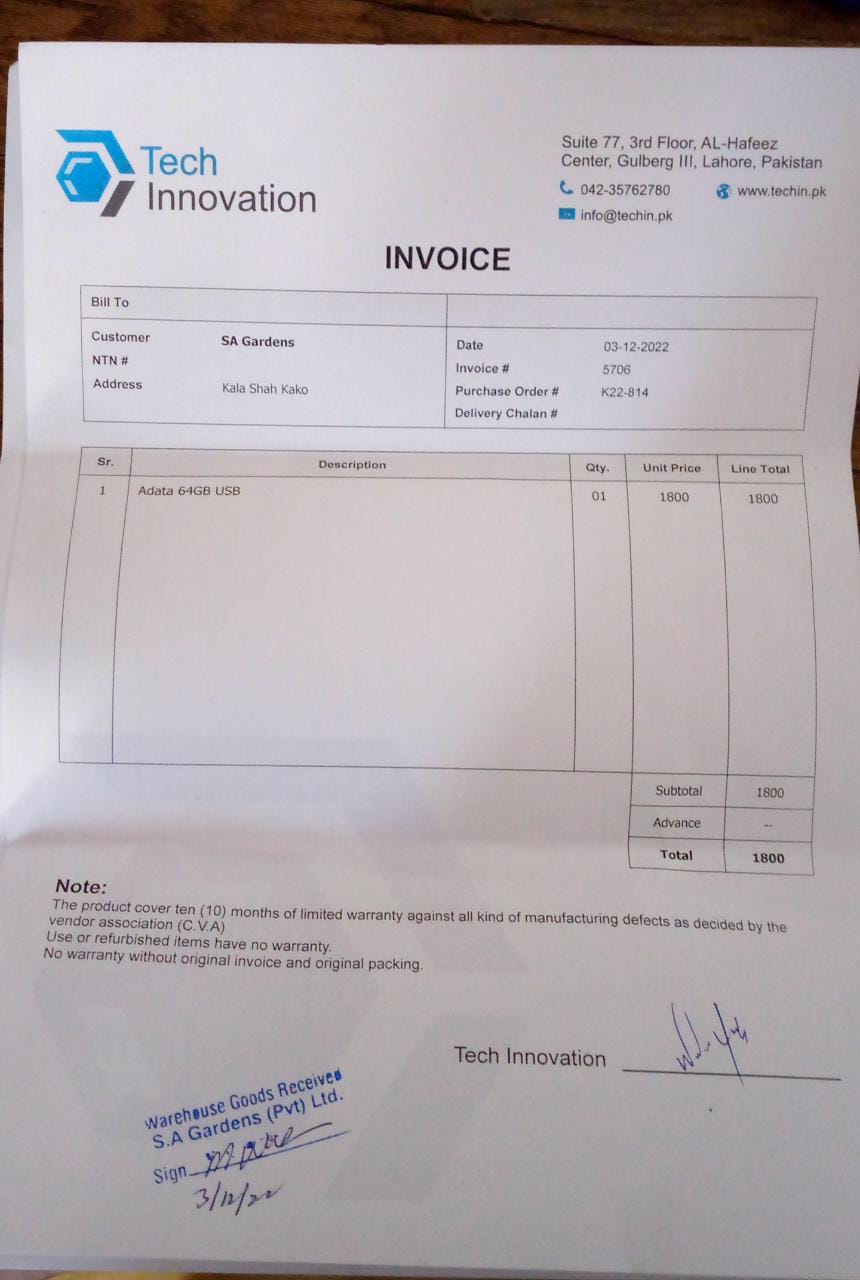 Tech
Innovation
Suite 77, 3rd Floor, AL-Hafeez
Center, Gulberg III, Lahore, Pakistan
042-35762780 www.techin.pk
info@techin.pk
INVOICE
Bill To
Customer SA Gardens
NTN #
Address Kala Shah Kako
Date 03-12-2022
Invoice # 5706
Purchase Order # K22-814
Delivery Chalan #
Sr. Description Qty. Unit Price Line Total
1 Adata 64GB USB 01 1800 1800
Subtotal 1800
Advance --
Total 1800
Note:
The product cover ten (10) months of limited warranty against all kind of manufacturing defects as decided by the
vendor association (C.V.A)
Use or refurbished items have no warranty.
No warranty without original invoice and original packing.
Tech Innovation
Warehouse Goods Received
S.A Gardens (Pvt) Ltd.
Sign
3/12/22